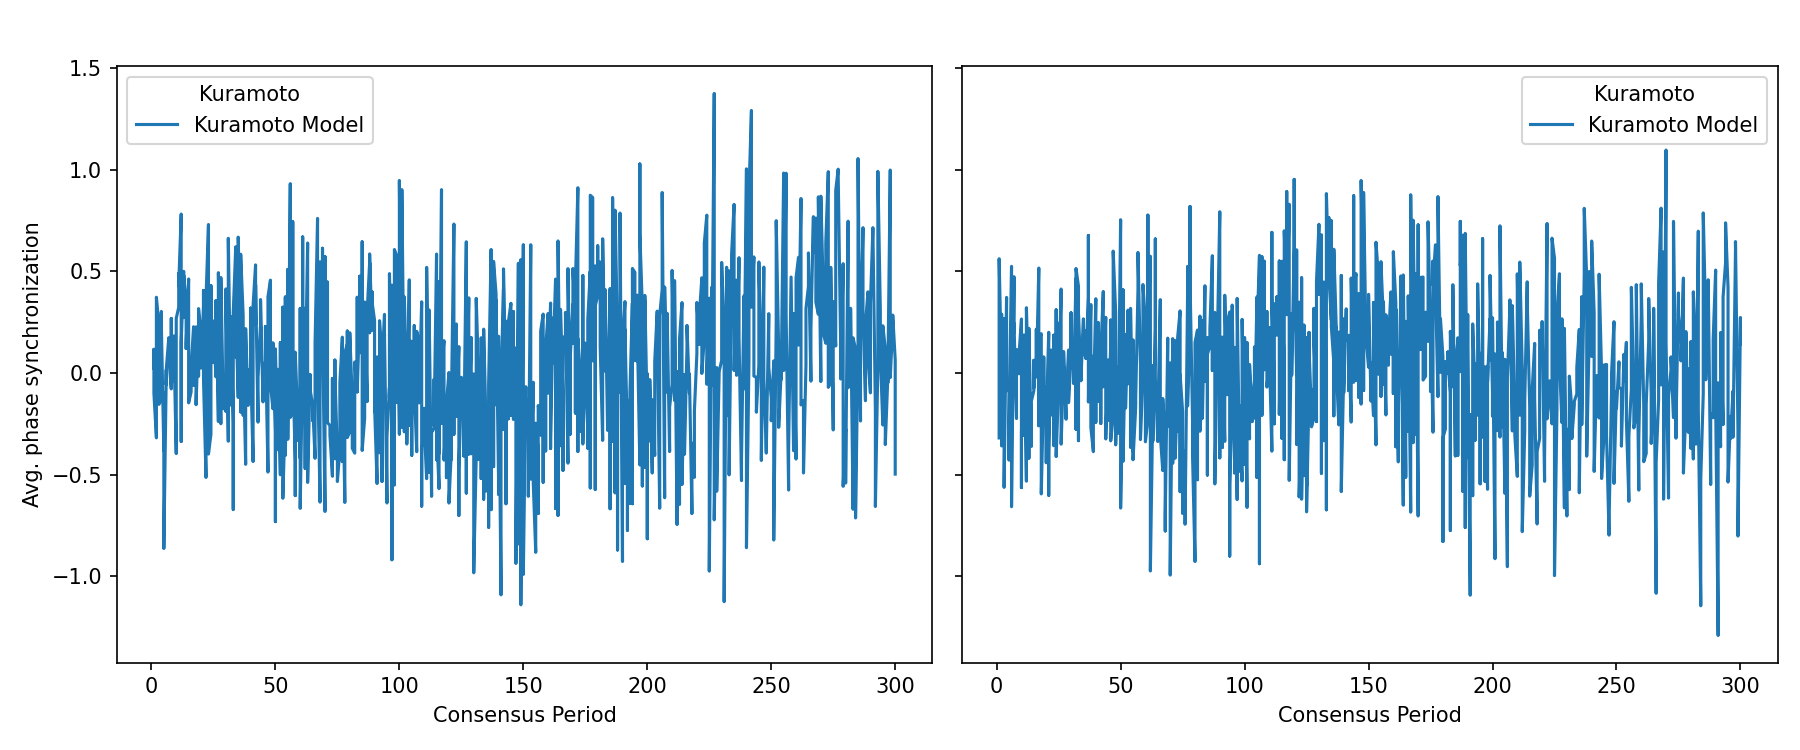 Kuramoto
Kuramoto Model
Avg. phase synchronization
1.5
1.0
0.5
0.0
−0.5
−1.0
0 50 100 150 200 250 300
Consensus Period
Kuramoto
Kuramoto Model
0 50 100 150 200 250 300
Consensus Period